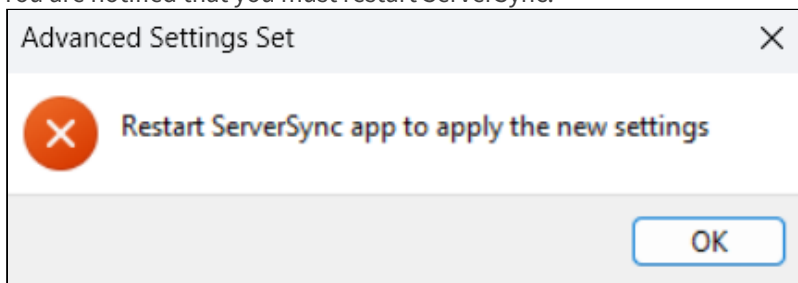 You are notified that you must restart ServerSync.
Advanced Settings Set
Restart ServerSync app to apply the new settings
OK